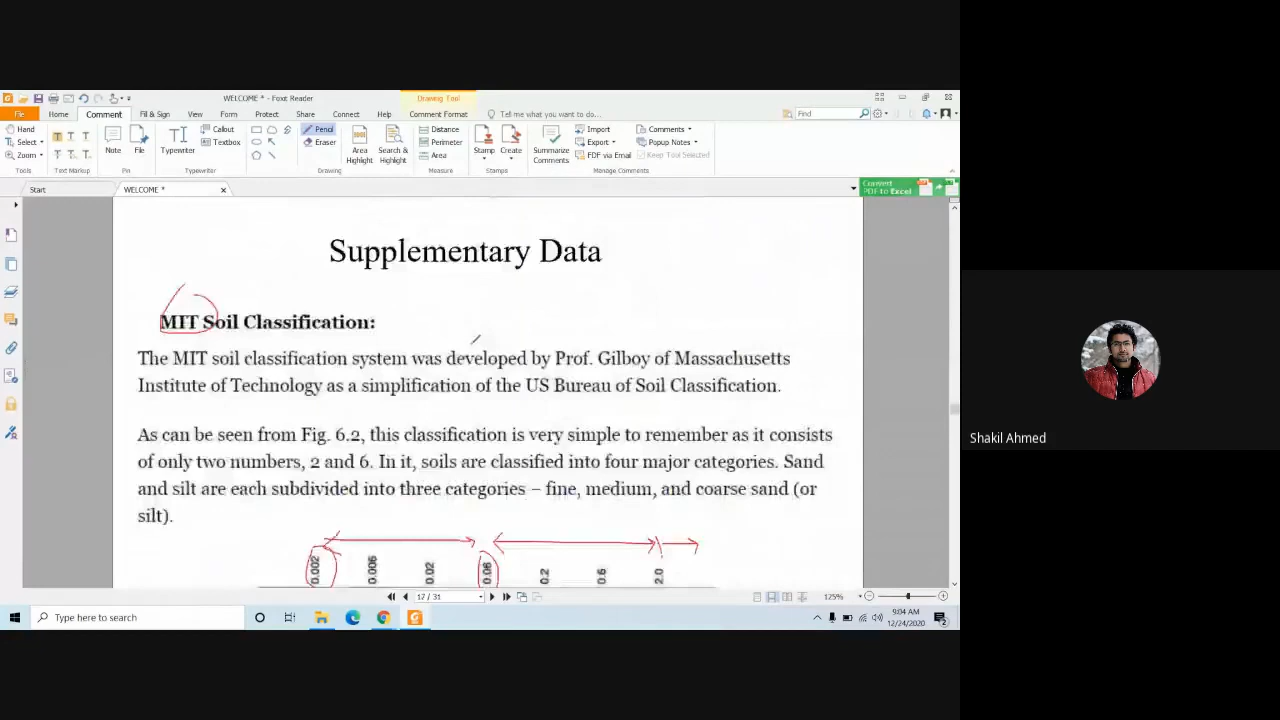 WELCOME * - Foxit Reader
Drawing Tool
File Home Comment Fill & Sign View Form Protect Share Connect Help Comment Format Tell me what you want to do... Find
Hand
Select
Zoom
Tools
Text Markup
Note
File
Pin
Typewriter
Callout
Textbox
Typewriter
Pencil
Eraser
Area Highlight
Search & Highlight
Drawing
Distance
Perimeter
Area
Measure
Stamp
Create
Stamps
Summarize Comments
Import
Export
FDF via Email
Comments
Popup Notes
Keep Tool Selected
Manage Comments
Start
WELCOME *
Convert
PDF to Excel
Supplementary Data
MIT Soil Classification:
The MIT soil classification system was developed by Prof. Gilboy of Massachusetts
Institute of Technology as a simplification of the US Bureau of Soil Classification.
As can be seen from Fig. 6.2, this classification is very simple to remember as it consists
of only two numbers, 2 and 6. In it, soils are classified into four major categories. Sand
and silt are each subdivided into three categories – fine, medium, and coarse sand (or
silt).
0.002 0.006 0.02 0.06 0.2 0.6 2.0
17 / 31
125%
Type here to search
9:04 AM
12/24/2020
2
Shakil Ahmed